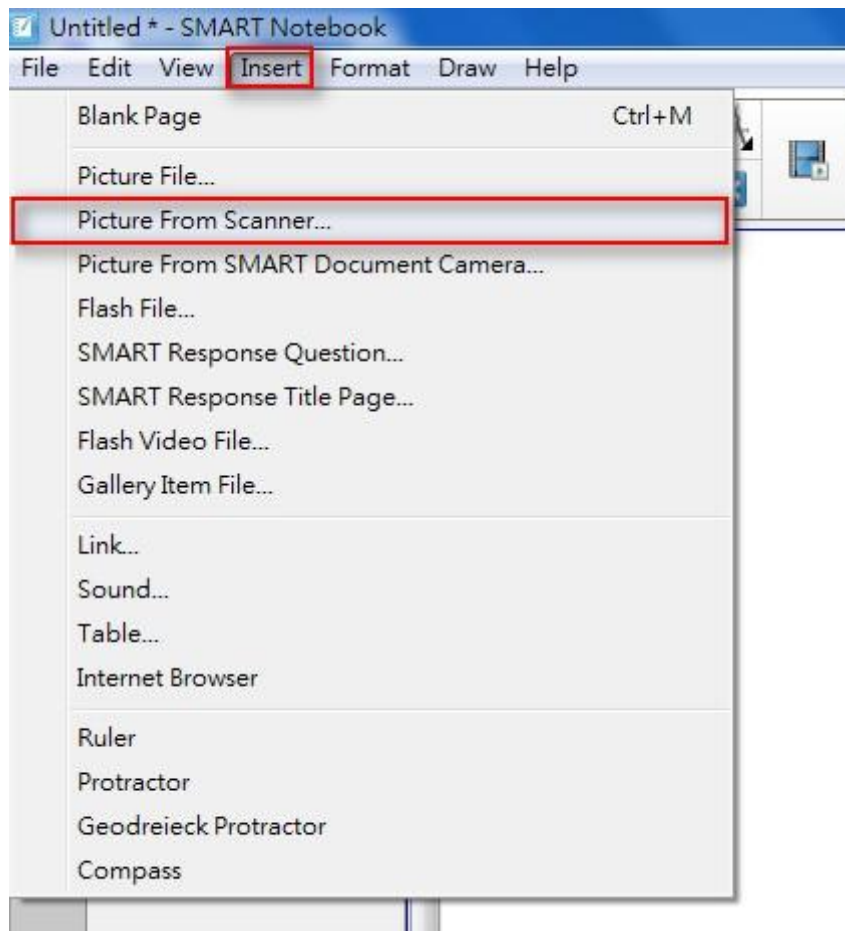 Untitled * - SMART Notebook
File Edit View Insert Format Draw Help
Blank Page Ctrl+M
Picture File...
Picture From Scanner...
Picture From SMART Document Camera...
Flash File...
SMART Response Question...
SMART Response Title Page...
Flash Video File...
Gallery Item File...
Link...
Sound...
Table...
Internet Browser
Ruler
Protractor
Geodreieck Protractor
Compass